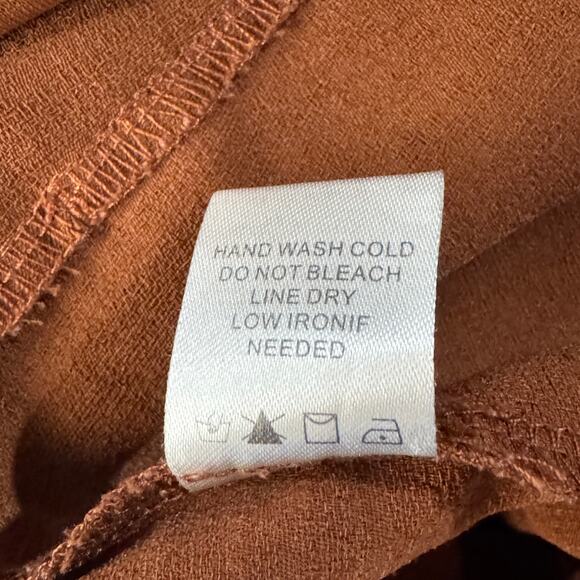 HAND WASH COLD
DO NOT BLEACH
LINE DRY
LOW IRONIF
NEEDED